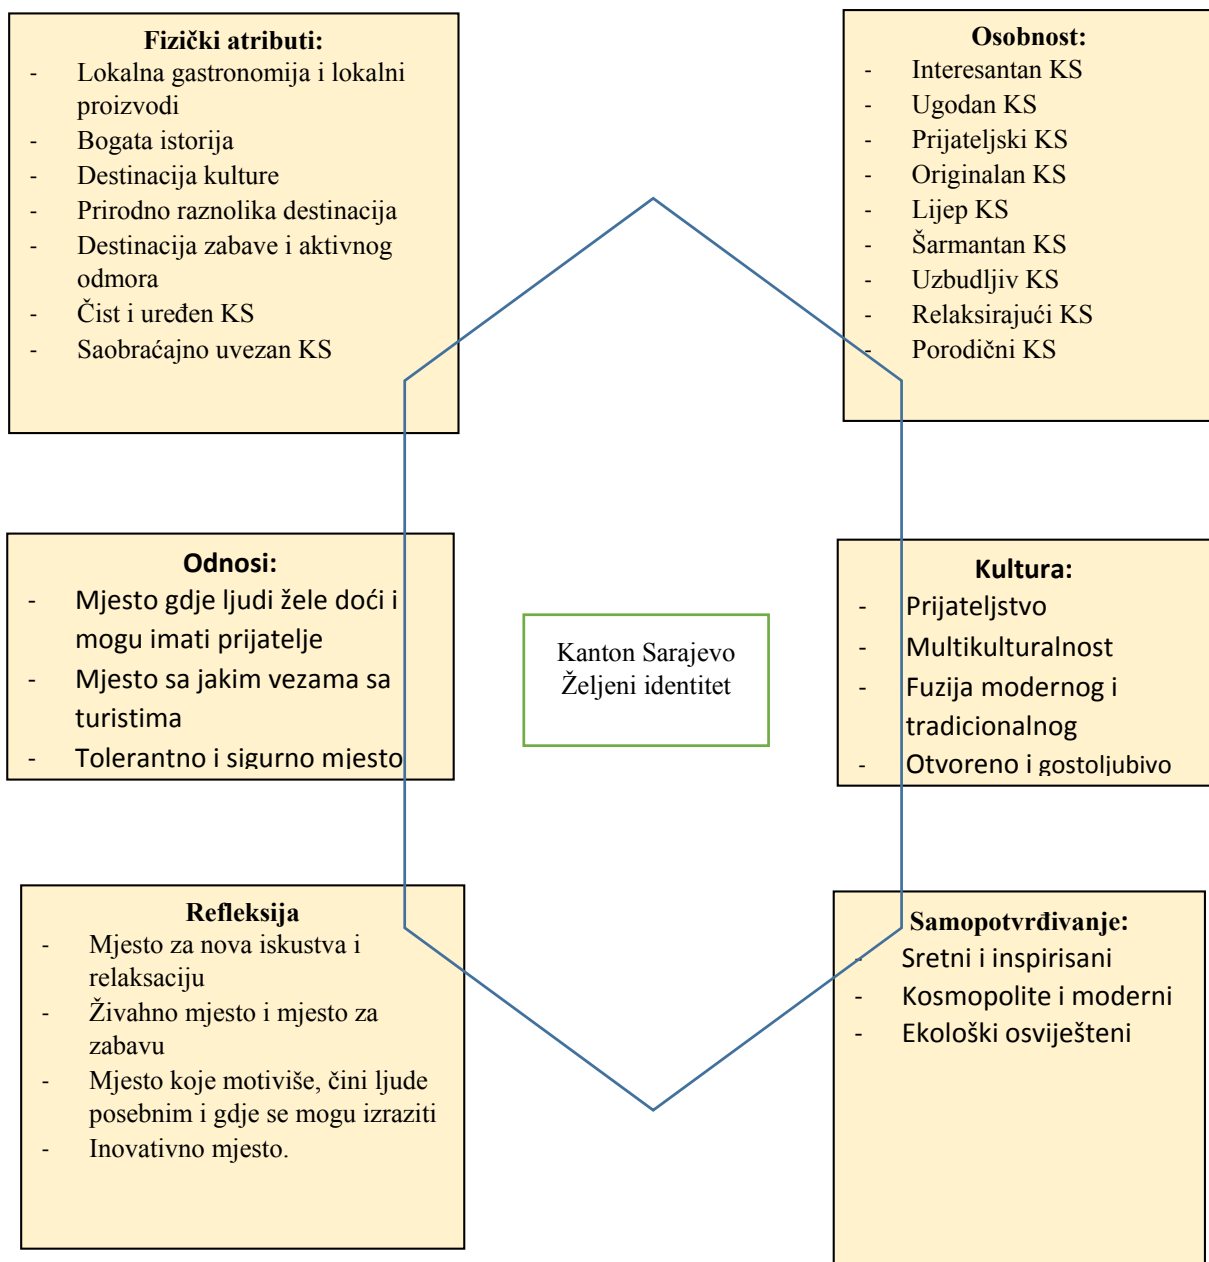 Fizički atributi:
- Lokalna gastronomija i lokalni
proizvodi
- Bogata istorija
- Destinacija kulture
- Prirodno raznolika destinacija
- Destinacija zabave i aktivnog
odmora
- Čist i uređen KS
- Saobraćajno uvezan KS
Osobnost:
- Interesantan KS
- Ugodan KS
- Prijateljski KS
- Originalan KS
- Lijep KS
- Šarmantan KS
- Uzbudljiv KS
- Relaksirajući KS
- Porodični KS
Odnosi:
- Mjesto gdje ljudi žele doći i
mogu imati prijatelje
- Mjesto sa jakim vezama sa
turistima
- Tolerantno i sigurno mjesto
Kanton Sarajevo
Željeni identitet
Kultura:
- Prijateljstvo
- Multikulturalnost
- Fuzija modernog i
tradicionalnog
- Otvoreno i gostoljubivo
Refleksija
- Mjesto za nova iskustva i
relaksaciju
- Živahno mjesto i mjesto za
zabavu
- Mjesto koje motiviše, čini ljude
posebnim i gdje se mogu izraziti
- Inovativno mjesto.
Samopotvrđivanje:
- Sretni i inspirisani
- Kosmopolite i moderni
- Ekološki osviješteni